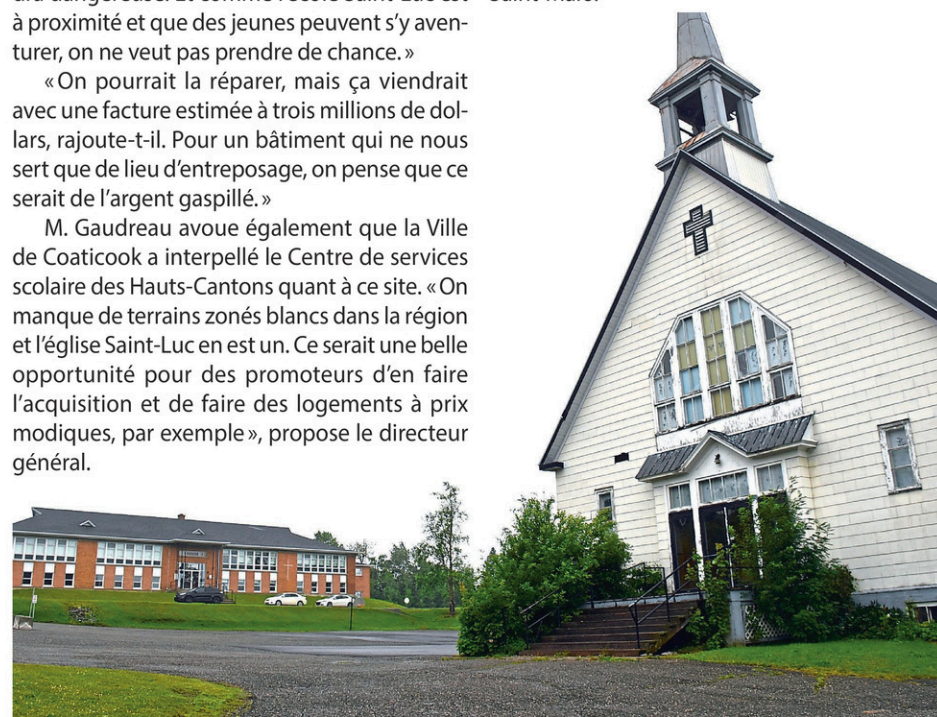 à proximité et que des jeunes peuvent s'y aven-
turer, on ne veut pas prendre de chance.»
«On pourrait la réparer, mais ça viendrait
avec une facture estimée à trois millions de dol-
lars, rajoute-t-il. Pour un bâtiment qui ne nous
sert que de lieu d'entreposage, on pense que ce
serait de l'argent gaspillé.»
M. Gaudreau avoue également que la Ville
de Coaticook a interpellé le Centre de services
scolaire des Hauts-Cantons quant à ce site. «On
manque de terrains zonés blancs dans la région
et l'église Saint-Luc en est un. Ce serait une belle
opportunité pour des promoteurs d'en faire
l'acquisition et de faire des logements à prix
modiques, par exemple», propose le directeur
général.